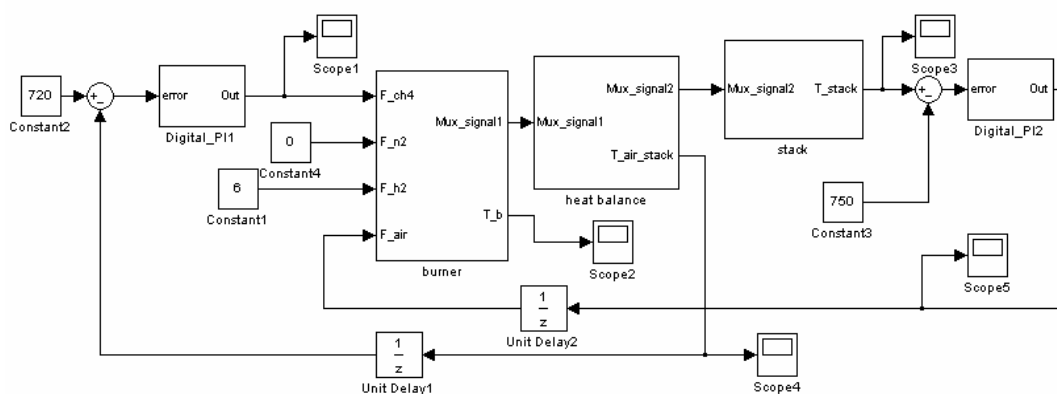 720
Constant2
error
Out
Digital_PI1
Scope1
0
Constant4
6
Constant1
F_ch4
F_n2
F_h2
F_air
Mux_signal1
T_b
burner
Scope2
Mux_signal1
Mux_signal2
T_air_stack
heat balance
Mux_signal2
T_stack
stack
Scope3
750
Constant3
error
Out
Digital_PI2
Scope5
1
z
Unit Delay2
1
z
Unit Delay1
Scope4